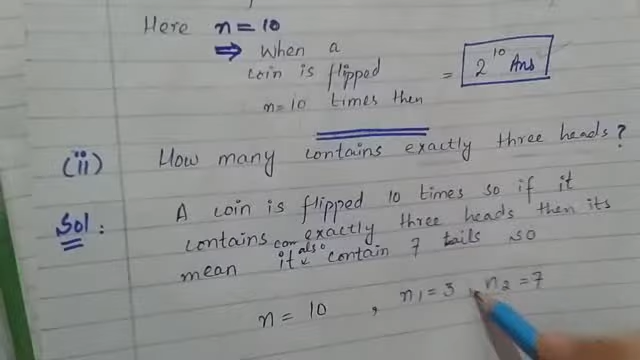 Here n = 10
⇒ When a
coin is flipped
n=10 times then
= 2^10 Ans
(ii) How many contains exactly three heads?
Sol: A coin is flipped 10 times so if it
contains exactly three heads then its
mean it can also contain 7 tails so
n = 10 , n₁ = 3 , n₂ = 7